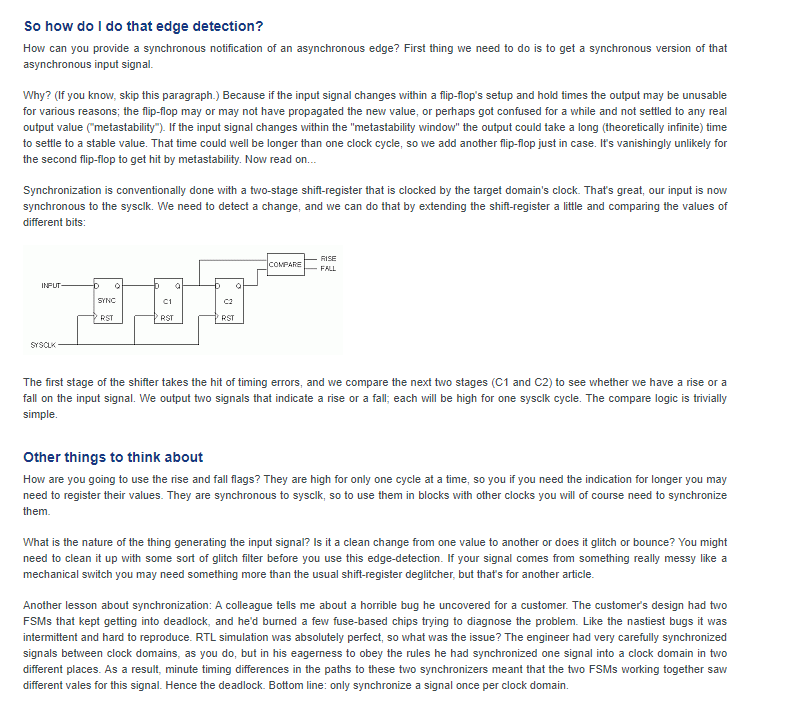 So how do I do that edge detection?
How can you provide a synchronous notification of an asynchronous edge? First thing we need to do is to get a synchronous version of that
asynchronous input signal.
Why? (If you know, skip this paragraph.) Because if the input signal changes within a flip-flop's setup and hold times the output may be unusable
for various reasons; the flip-flop may or may not have propagated the new value, or perhaps got confused for a while and not settled to any real
output value ("metastability"). If the input signal changes within the "metastability window" the output could take a long (theoretically infinite) time
to settle to a stable value. That time could well be longer than one clock cycle, so we add another flip-flop just in case. It's vanishingly unlikely for
the second flip-flop to get hit by metastability. Now read on...
Synchronization is conventionally done with a two-stage shift-register that is clocked by the target domain's clock. That's great, our input is now
synchronous to the sysclk. We need to detect a change, and we can do that by extending the shift-register a little and comparing the values of
different bits:
COMPARE
RISE
FALL
INPUT
D Q
SYNC
RST
D Q
C1
RST
D Q
C2
RST
SYSCLK
The first stage of the shifter takes the hit of timing errors, and we compare the next two stages (C1 and C2) to see whether we have a rise or a
fall on the input signal. We output two signals that indicate a rise or a fall; each will be high for one sysclk cycle. The compare logic is trivially
simple.
Other things to think about
How are you going to use the rise and fall flags? They are high for only one cycle at a time, so you if you need the indication for longer you may
need to register their values. They are synchronous to sysclk, so to use them in blocks with other clocks you will of course need to synchronize
them.
What is the nature of the thing generating the input signal? Is it a clean change from one value to another or does it glitch or bounce? You might
need to clean it up with some sort of glitch filter before you use this edge-detection. If your signal comes from something really messy like a
mechanical switch you may need something more than the usual shift-register deglitcher, but that's for another article.
Another lesson about synchronization: A colleague tells me about a horrible bug he uncovered for a customer. The customer's design had two
FSMs that kept getting into deadlock, and he'd burned a few fuse-based chips trying to diagnose the problem. Like the nastiest bugs it was
intermittent and hard to reproduce. RTL simulation was absolutely perfect, so what was the issue? The engineer had very carefully synchronized
signals between clock domains, as you do, but in his eagerness to obey the rules he had synchronized one signal into a clock domain in two
different places. As a result, minute timing differences in the paths to these two synchronizers meant that the two FSMs working together saw
different vales for this signal. Hence the deadlock. Bottom line: only synchronize a signal once per clock domain.